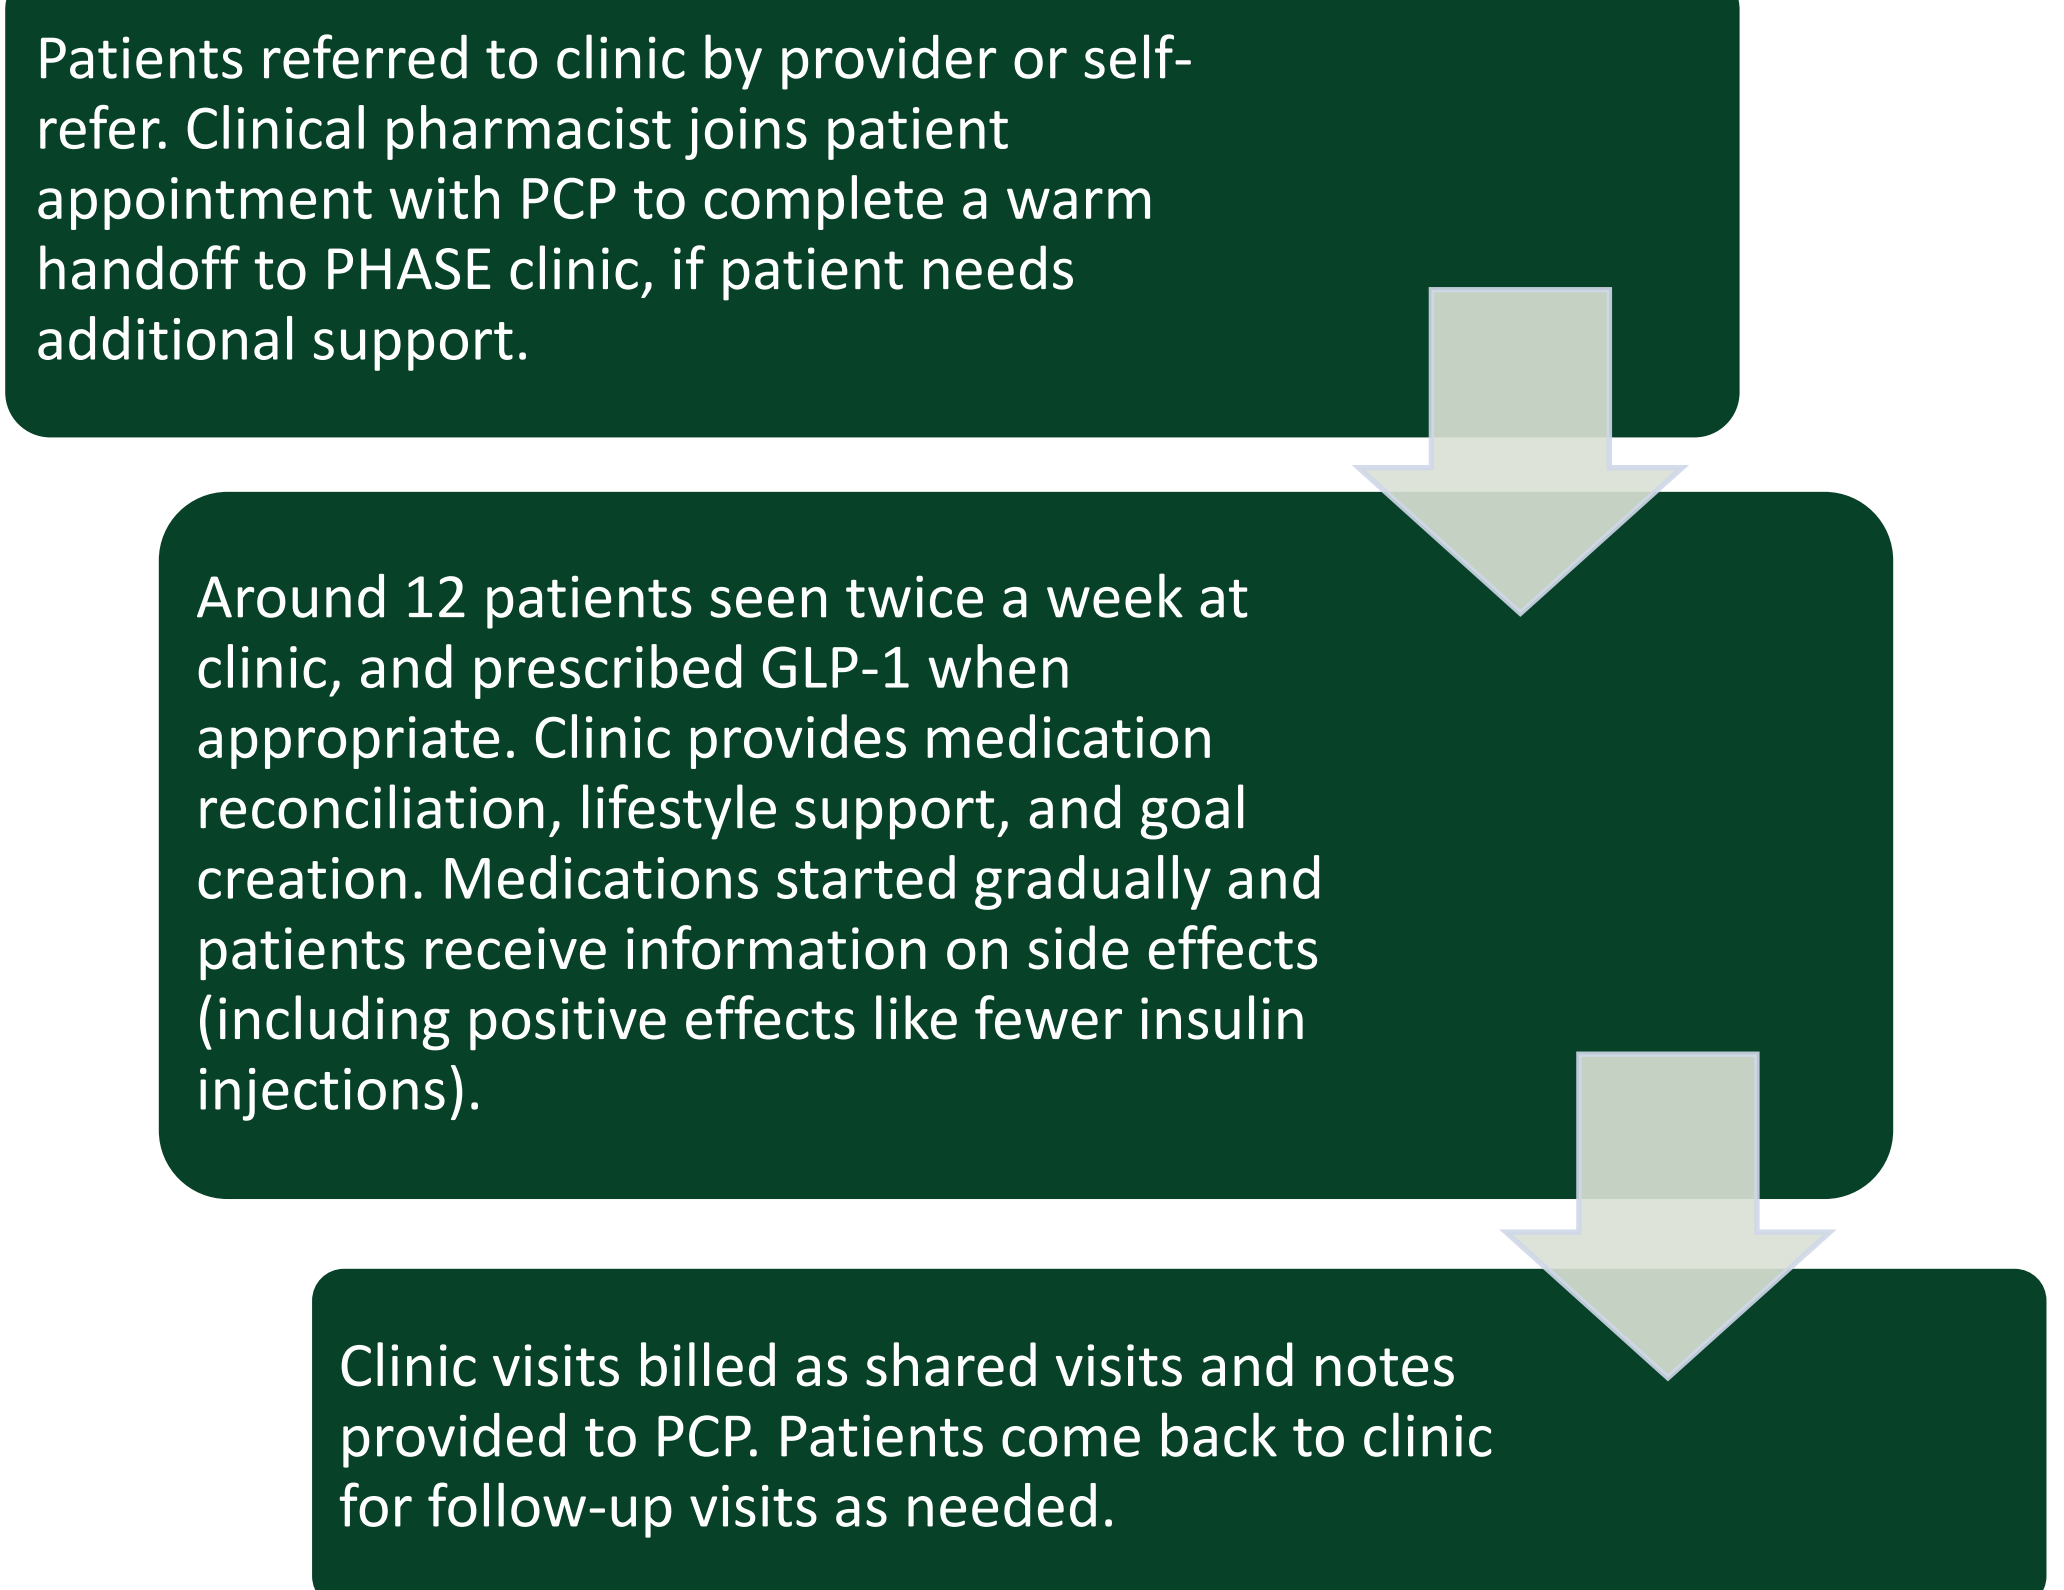 Patients referred to clinic by provider or self-
refer. Clinical pharmacist joins patient
appointment with PCP to complete a warm
handoff to PHASE clinic, if patient needs
additional support.
Around 12 patients seen twice a week at
clinic, and prescribed GLP-1 when
appropriate. Clinic provides medication
reconciliation, lifestyle support, and goal
creation. Medications started gradually and
patients receive information on side effects
(including positive effects like fewer insulin
injections).
Clinic visits billed as shared visits and notes
provided to PCP. Patients come back to clinic
for follow-up visits as needed.